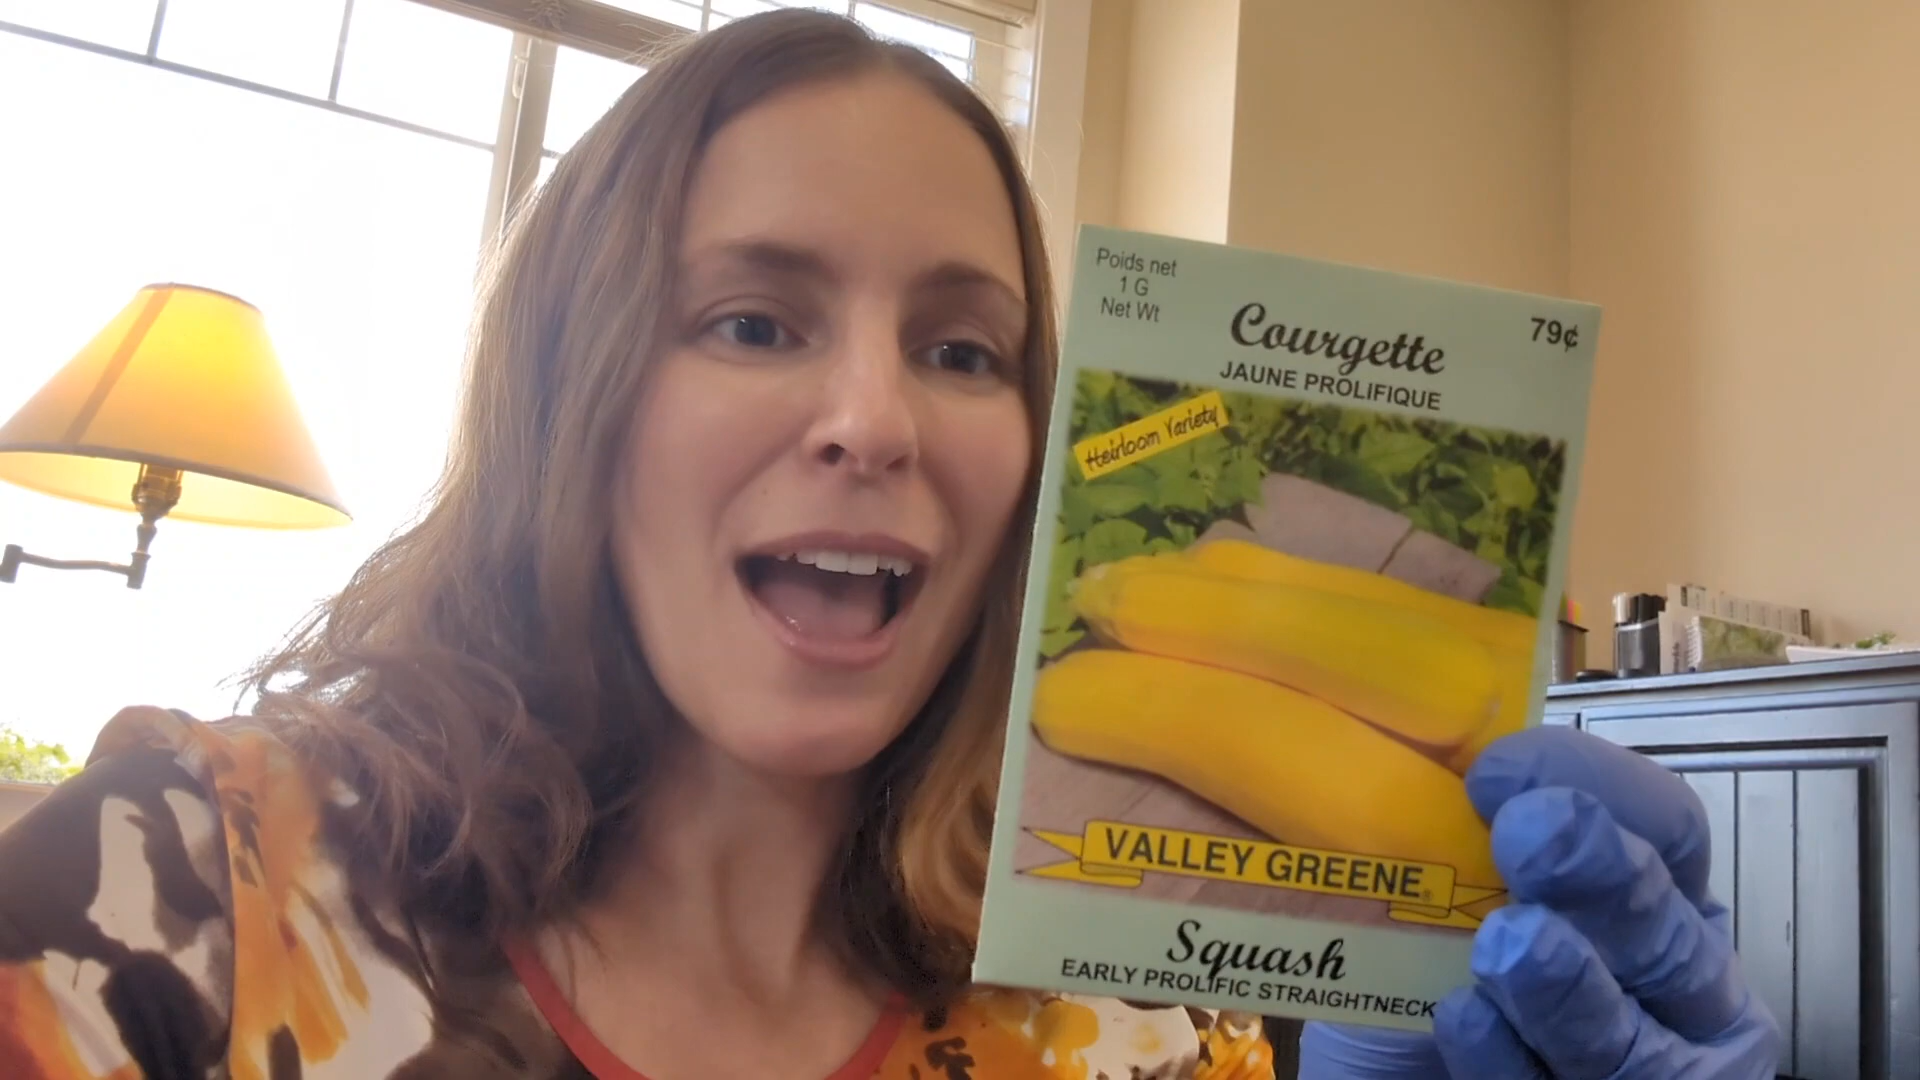 Poids net
1 G
Net Wt
Courgette
79¢
JAUNE PROLIFIQUE
Heirloom Variety
VALLEY GREENE®
Squash
EARLY PROLIFIC STRAIGHTNECK